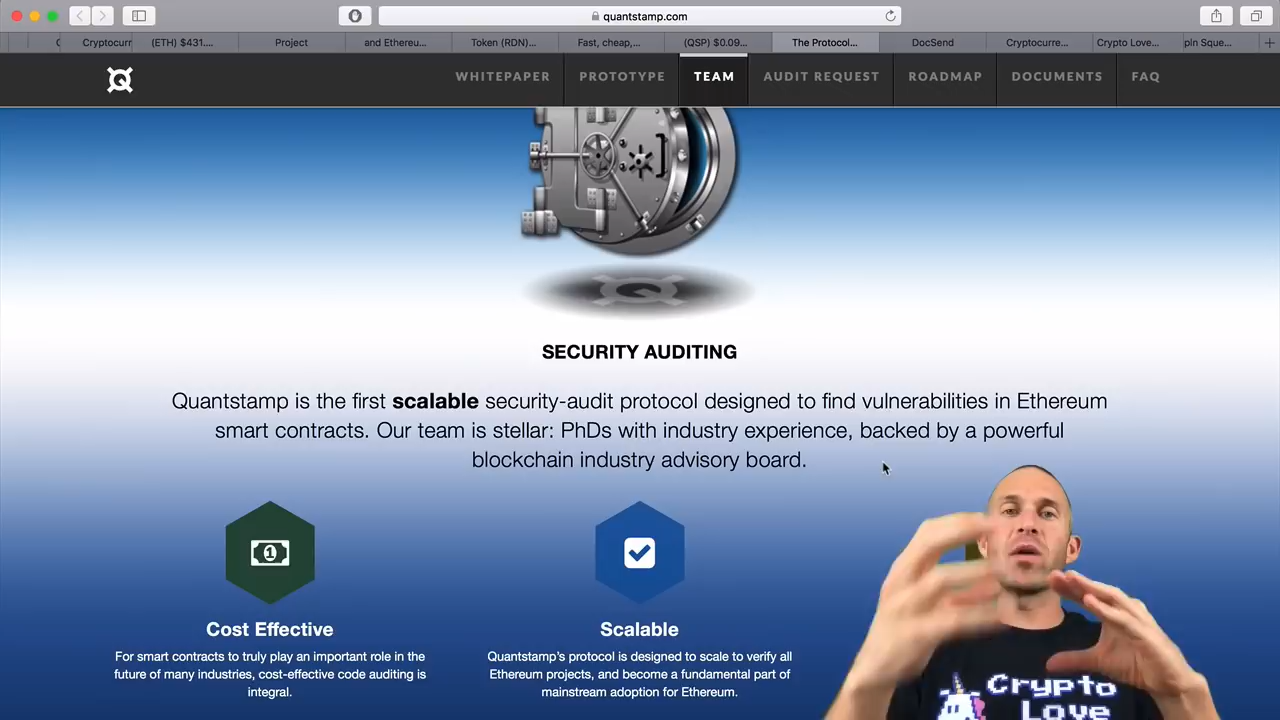 quantstamp.com
Cryptocurr
(ETH) $431....
Project
and Ethereu...
Token (RDN)...
Fast, cheap,...
(QSP) $0.09...
The Protocol...
DocSend
Cryptocurre...
Crypto Love...
pln Sque...
WHITEPAPER
PROTOTYPE
TEAM
AUDIT REQUEST
ROADMAP
DOCUMENTS
FAQ
SECURITY AUDITING
Quantstamp is the first scalable security-audit protocol designed to find vulnerabilities in Ethereum
smart contracts. Our team is stellar: PhDs with industry experience, backed by a powerful
blockchain industry advisory board.
Cost Effective
For smart contracts to truly play an important role in the
future of many industries, cost-effective code auditing is
integral.
Scalable
Quantstamp's protocol is designed to scale to verify all
Ethereum projects, and become a fundamental part of
mainstream adoption for Ethereum.
Crypto
Love